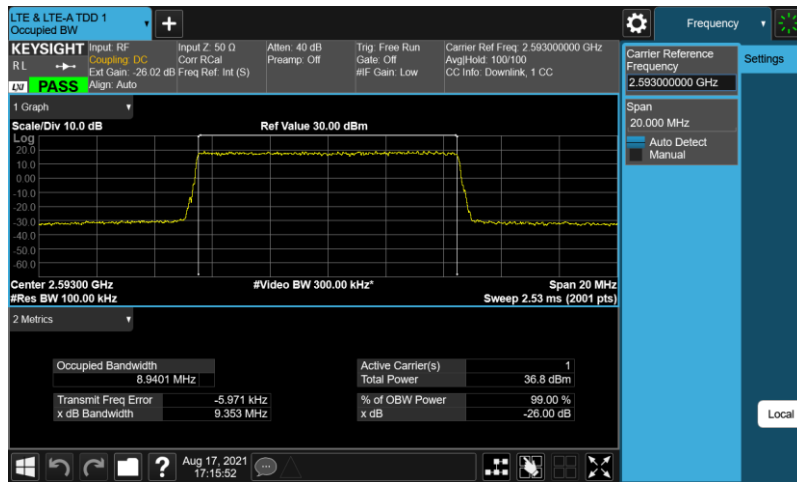 LTE & LTE-A TDD 1
Occupied BW
Frequency
KEYSIGHT
R L
LXI
PASS
Input: RF
Coupling: DC
Ext Gain: -26.02 dB
Align: Auto
Input Z: 50 Ω
Corr RCal
Freq Ref: Int (S)
Atten: 40 dB
Preamp: Off
Trig: Free Run
Gate: Off
#IF Gain: Low
Carrier Ref Freq: 2.593000000 GHz
Avg|Hold: 100/100
CC Info: Downlink, 1 CC
Carrier Reference
Frequency
2.593000000 GHz
Settings
Span
20.000 MHz
Auto Detect
Manual
1 Graph
Scale/Div 10.0 dB
Ref Value 30.00 dBm
Log
20.0
10.0
0.00
-10.0
-20.0
-30.0
-40.0
-50.0
-60.0
Center 2.59300 GHz
#Video BW 300.00 kHz*
Span 20 MHz
#Res BW 100.00 kHz
Sweep 2.53 ms (2001 pts)
2 Metrics
Occupied Bandwidth
8.9401 MHz
Active Carrier(s) 1
Total Power 36.8 dBm
Transmit Freq Error -5.971 kHz
% of OBW Power 99.00 %
x dB Bandwidth 9.353 MHz
x dB -26.00 dB
Local
?
Aug 17, 2021
17:15:52